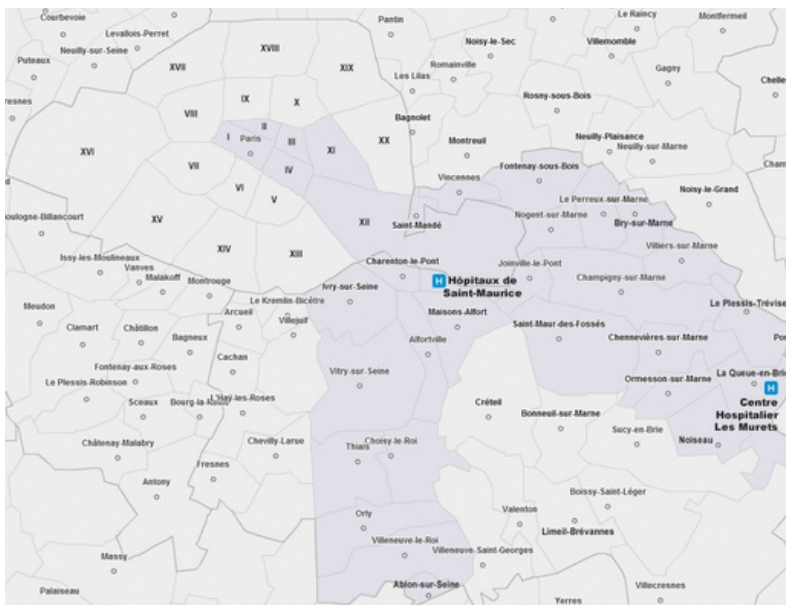 Courbevoie
Levallois-Perret
Neuilly-sur-Seine
Puteaux
XVII
XVIII
XIX
Pantin
Noisy-le-Sec
Le Raincy
Montfermeil
Villemomble
Romainville
Les Lilas
Gagny
Rosny-sous-Bois
Bagnolet
VIII
IX
X
II
I
Paris
III
XI
XX
XVI
VII
IV
VI
V
XII
XV
XIV
XIII
Montreuil
Neuilly-Plaisance
Neuilly-sur-Marne
Fontenay-sous-Bois
Vincennes
Noisy-le-Grand
Le Perreux-sur-Marne
Nogent-sur-Marne
Bry-sur-Marne
Saint-Mandé
Villiers-sur-Marne
Charenton-le-Pont
Joinville-le-Pont
Champigny-sur-Marne
H Hôpitaux de
Saint-Maurice
Issy-les-Moulineaux
Vanves
Malakoff
Montrouge
Ivry-sur-Seine
Le Kremlin-Bicêtre
Meudon
Arcueil
Villejuif
Maisons-Alfort
Saint-Maur-des-Fossés
Clamart
Châtillon
Bagneux
Alfortville
Chennevières-sur-Marne
Cachan
Fontenay-aux-Roses
Le Plessis-Robinson
Vitry-sur-Seine
Ormesson-sur-Marne
Sceaux
L'Haÿ-les-Roses
H
Centre
Hospitalier
Les Murets
Créteil
Bonneuil-sur-Marne
Sucy-en-Brie
Noiseau
Châtenay-Malabry
Chevilly-Larue
Thiais
Choisy-le-Roi
Fresnes
Antony
Boissy-Saint-Léger
Valenton
Limeil-Brévannes
Orly
Villeneuve-le-Roi
Villeneuve-Saint-Georges
Massy
Ablon-sur-Seine
Palaiseau
Yerres
Villecresnes